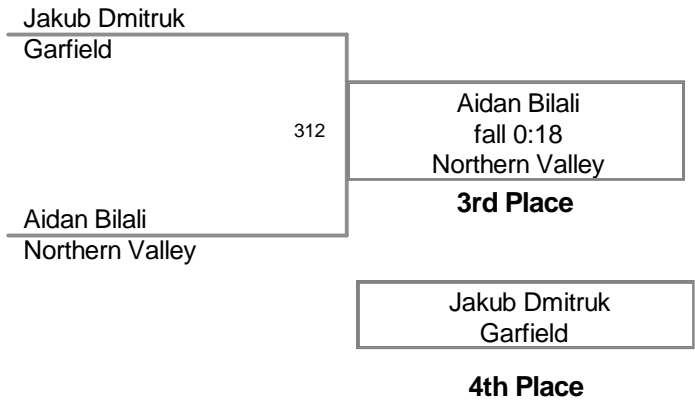 Jakub Dmitruk
Garfield
312
Aidan Bilali
fall 0:18
Northern Valley
3rd Place
Aidan Bilali
Northern Valley
Jakub Dmitruk
Garfield
4th Place